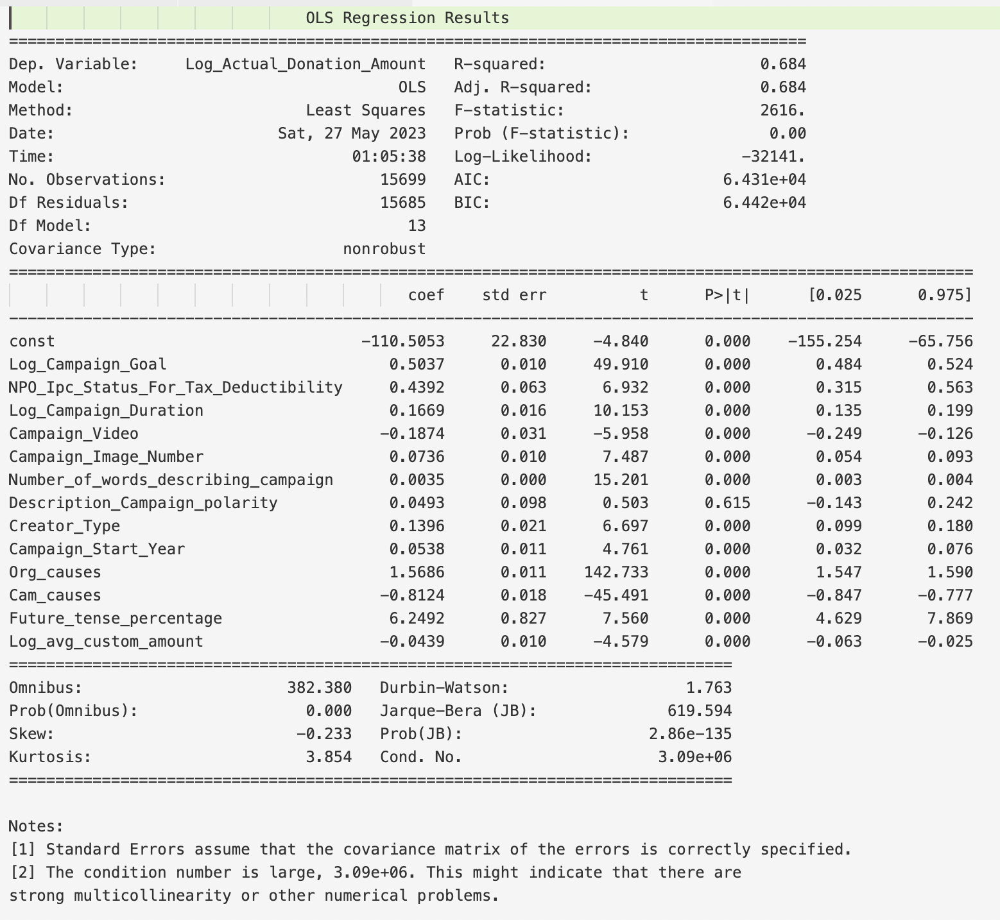 OLS Regression Results
==============================================================================
Dep. Variable: Log_Actual_Donation_Amount R-squared: 0.684
Model: OLS Adj. R-squared: 0.684
Method: Least Squares F-statistic: 2616.
Date: Sat, 27 May 2023 Prob (F-statistic): 0.00
Time: 01:05:38 Log-Likelihood: -32141.
No. Observations: 15699 AIC: 6.431e+04
Df Residuals: 15685 BIC: 6.442e+04
Df Model: 13
Covariance Type: nonrobust
==============================================================================
coef std err t P>|t| [0.025 0.975]
------------------------------------------------------------------------------
const -110.5053 22.830 -4.840 0.000 -155.254 -65.756
Log_Campaign_Goal 0.5037 0.010 49.910 0.000 0.484 0.524
NPO_Ipc_Status_For_Tax_Deductibility 0.4392 0.063 6.932 0.000 0.315 0.563
Log_Campaign_Duration 0.1669 0.016 10.153 0.000 0.135 0.199
Campaign_Video -0.1874 0.031 -5.958 0.000 -0.249 -0.126
Campaign_Image_Number 0.0736 0.010 7.487 0.000 0.054 0.093
Number_of_words_describing_campaign 0.0035 0.000 15.201 0.000 0.003 0.004
Description_Campaign_polarity 0.0493 0.098 0.503 0.615 -0.143 0.242
Creator_Type 0.1396 0.021 6.697 0.000 0.099 0.180
Campaign_Start_Year 0.0538 0.011 4.761 0.000 0.032 0.076
Org_causes 1.5686 0.011 142.733 0.000 1.547 1.590
Cam_causes -0.8124 0.018 -45.491 0.000 -0.847 -0.777
Future_tense_percentage 6.2492 0.827 7.560 0.000 4.629 7.869
Log_avg_custom_amount -0.0439 0.010 -4.579 0.000 -0.063 -0.025
==============================================================================
Omnibus: 382.380 Durbin-Watson: 1.763
Prob(Omnibus): 0.000 Jarque-Bera (JB): 619.594
Skew: -0.233 Prob(JB): 2.86e-135
Kurtosis: 3.854 Cond. No. 3.09e+06
==============================================================================
Notes:
[1] Standard Errors assume that the covariance matrix of the errors is correctly specified.
[2] The condition number is large, 3.09e+06. This might indicate that there are
strong multicollinearity or other numerical problems.